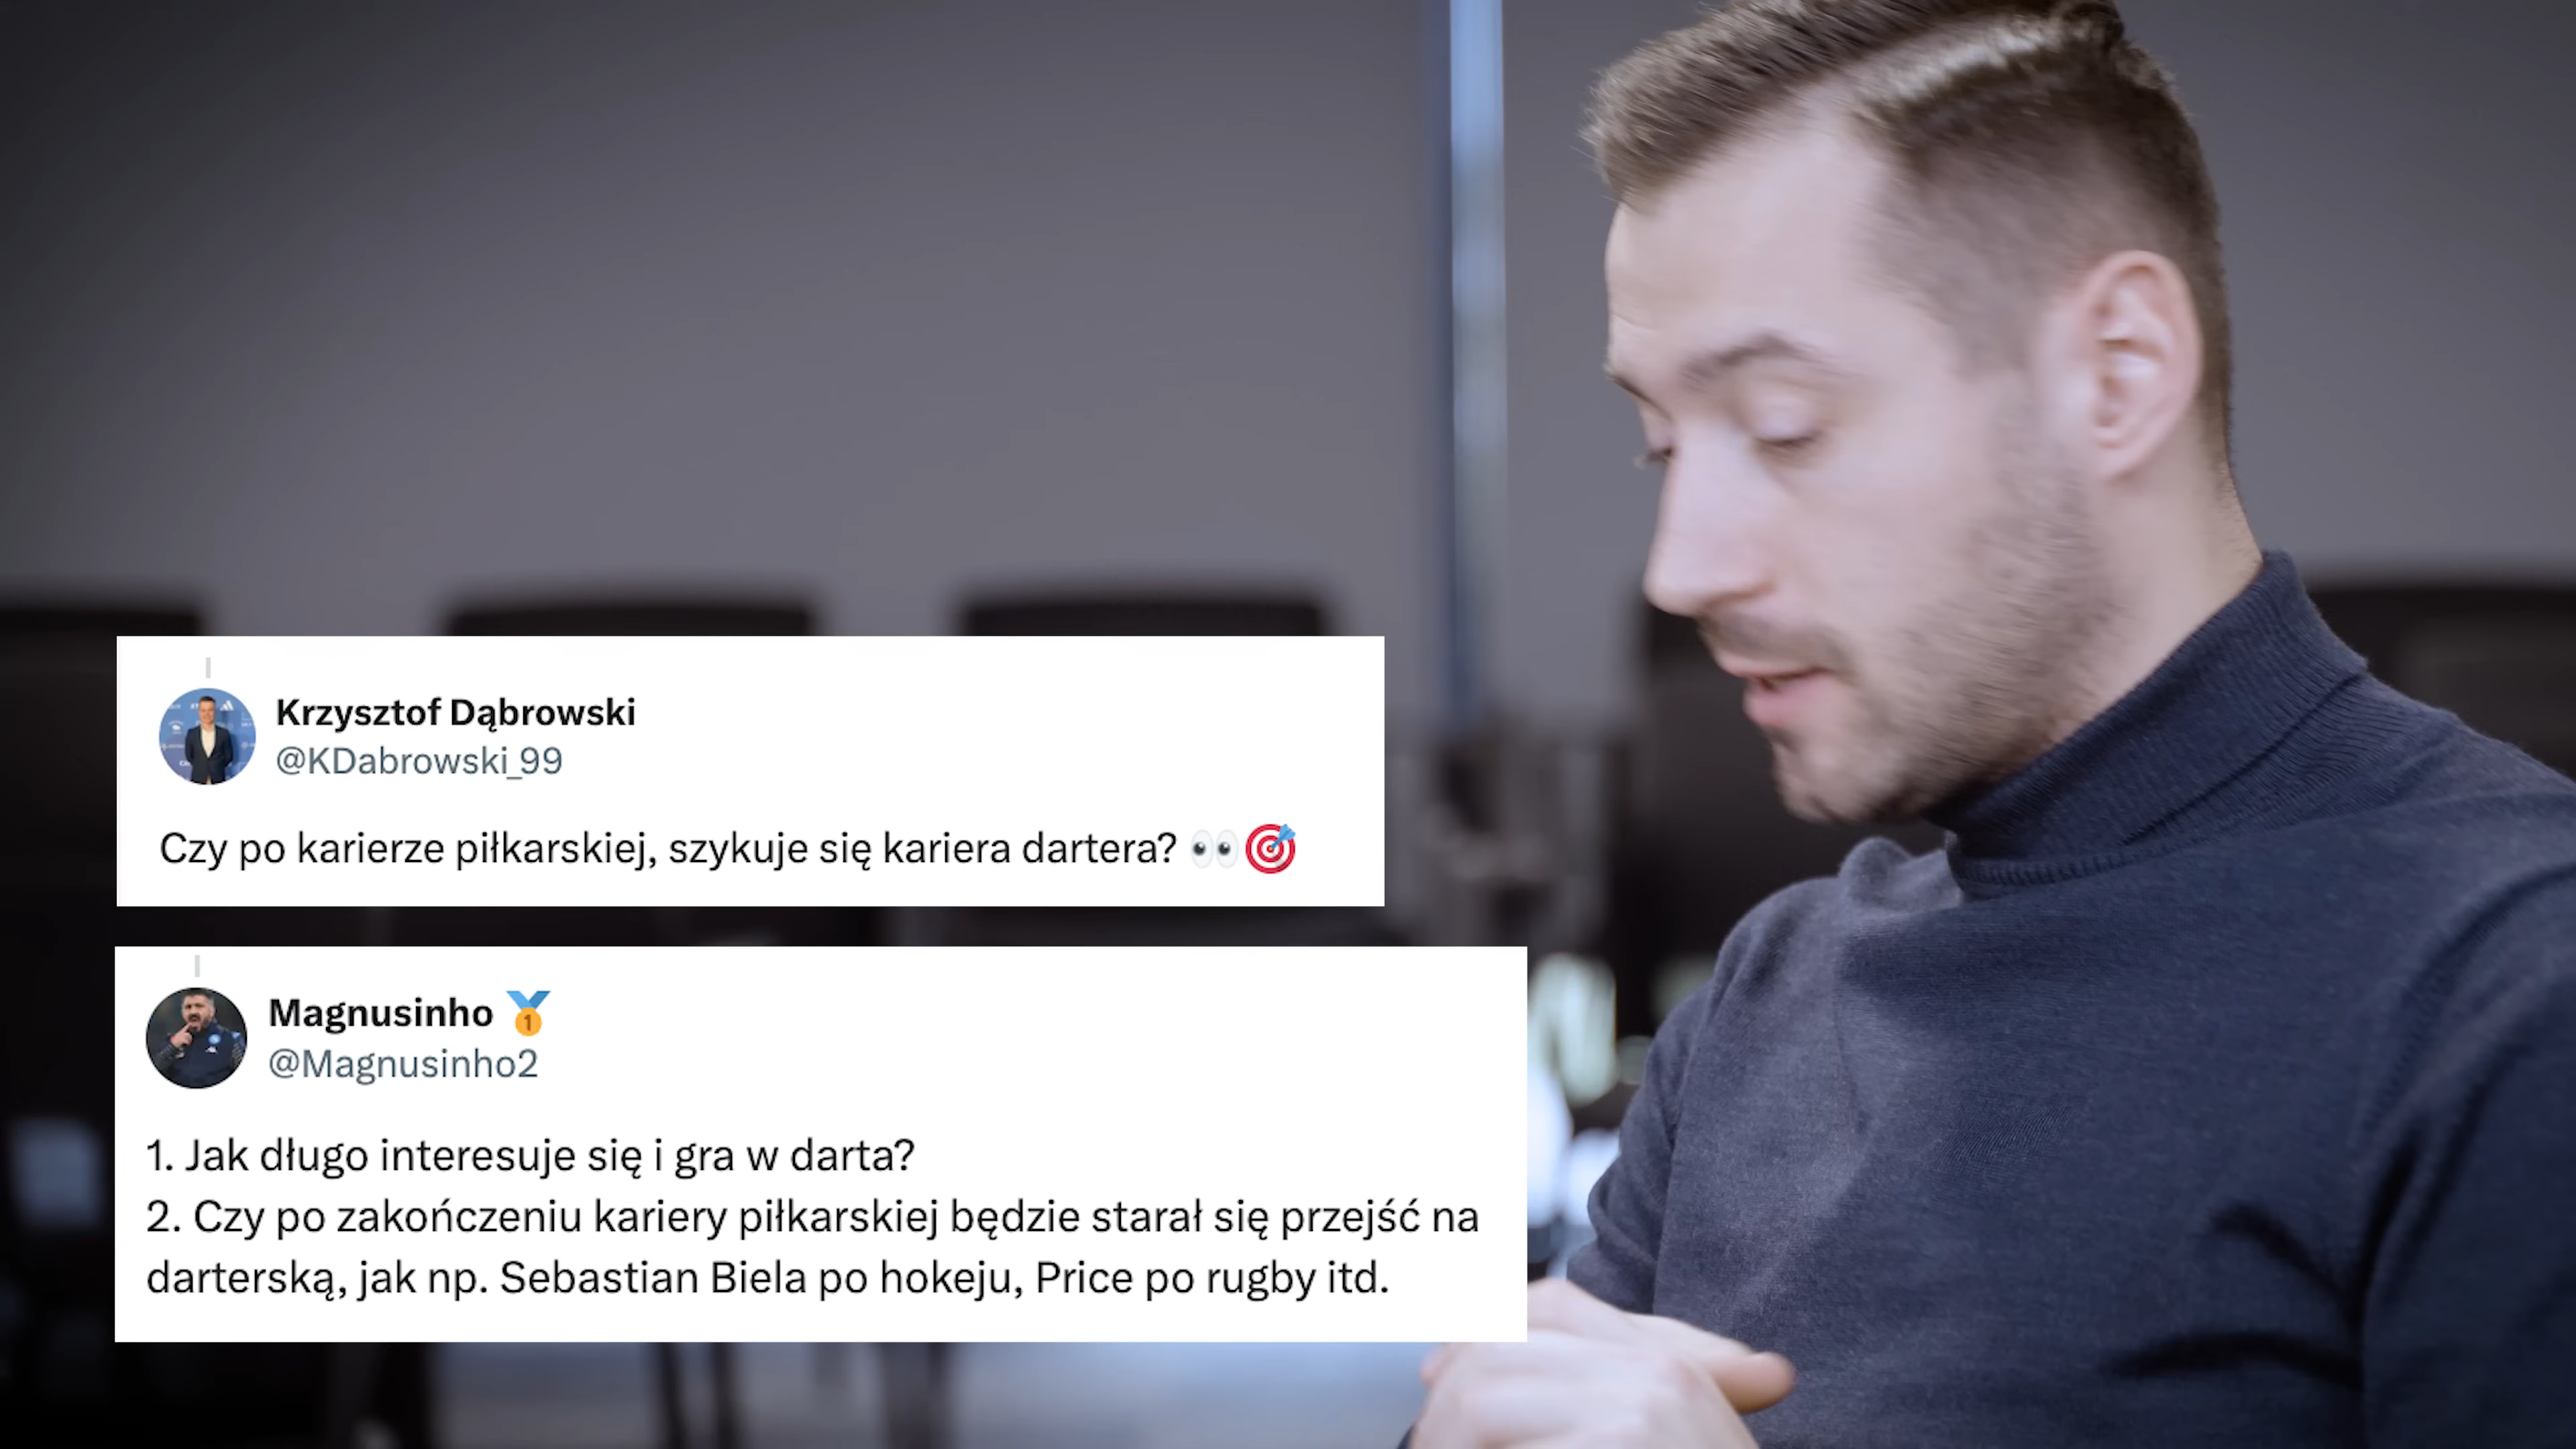 Krzysztof Dąbrowski
@KDabrowski_99
Czy po karierze piłkarskiej, szykuje się kariera dartera? 👀🎯
Magnusinho 🥇
@Magnusinho2
1. Jak długo interesuje się i gra w darta?
2. Czy po zakończeniu kariery piłkarskiej będzie starał się przejść na
darterską, jak np. Sebastian Biela po hokeju, Price po rugby itd.